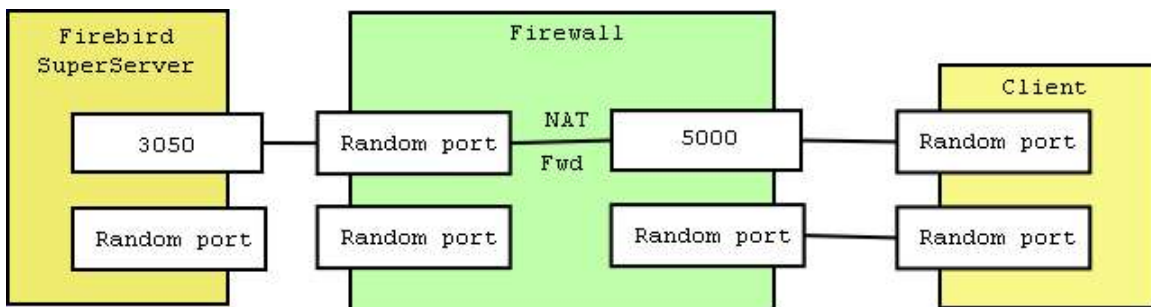 Firebird
SuperServer
Firewall
Client
3050
Random port
NAT
Fwd
5000
Random port
Random port
Random port
Random port
Random port